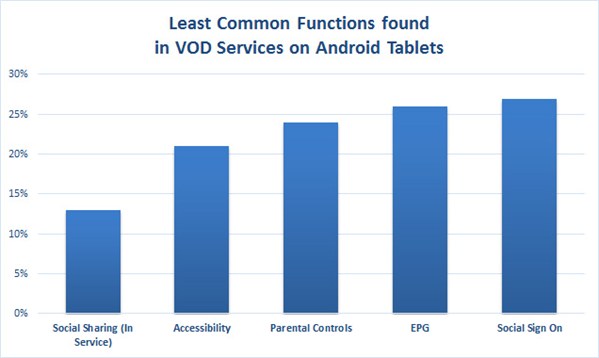 Least Common Functions found
in VOD Services on Android Tablets
30%
25%
20%
15%
10%
5%
0%
Social Sharing (In
Service)
Accessibility
Parental Controls
EPG
Social Sign On